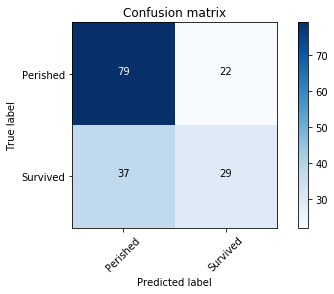 Confusion matrix
True label
Perished
79
22
Survived
37
29
Perished
Survived
Predicted label
70
60
50
40
30